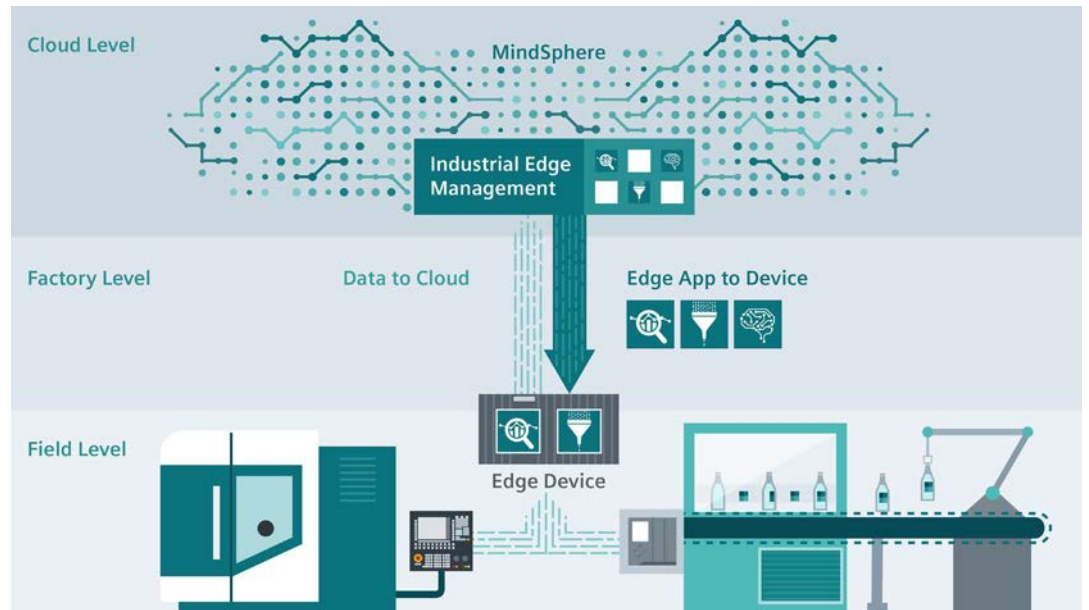 Cloud Level
MindSphere
Industrial Edge
Management
Factory Level
Data to Cloud
Edge App to Device
Field Level
Edge Device